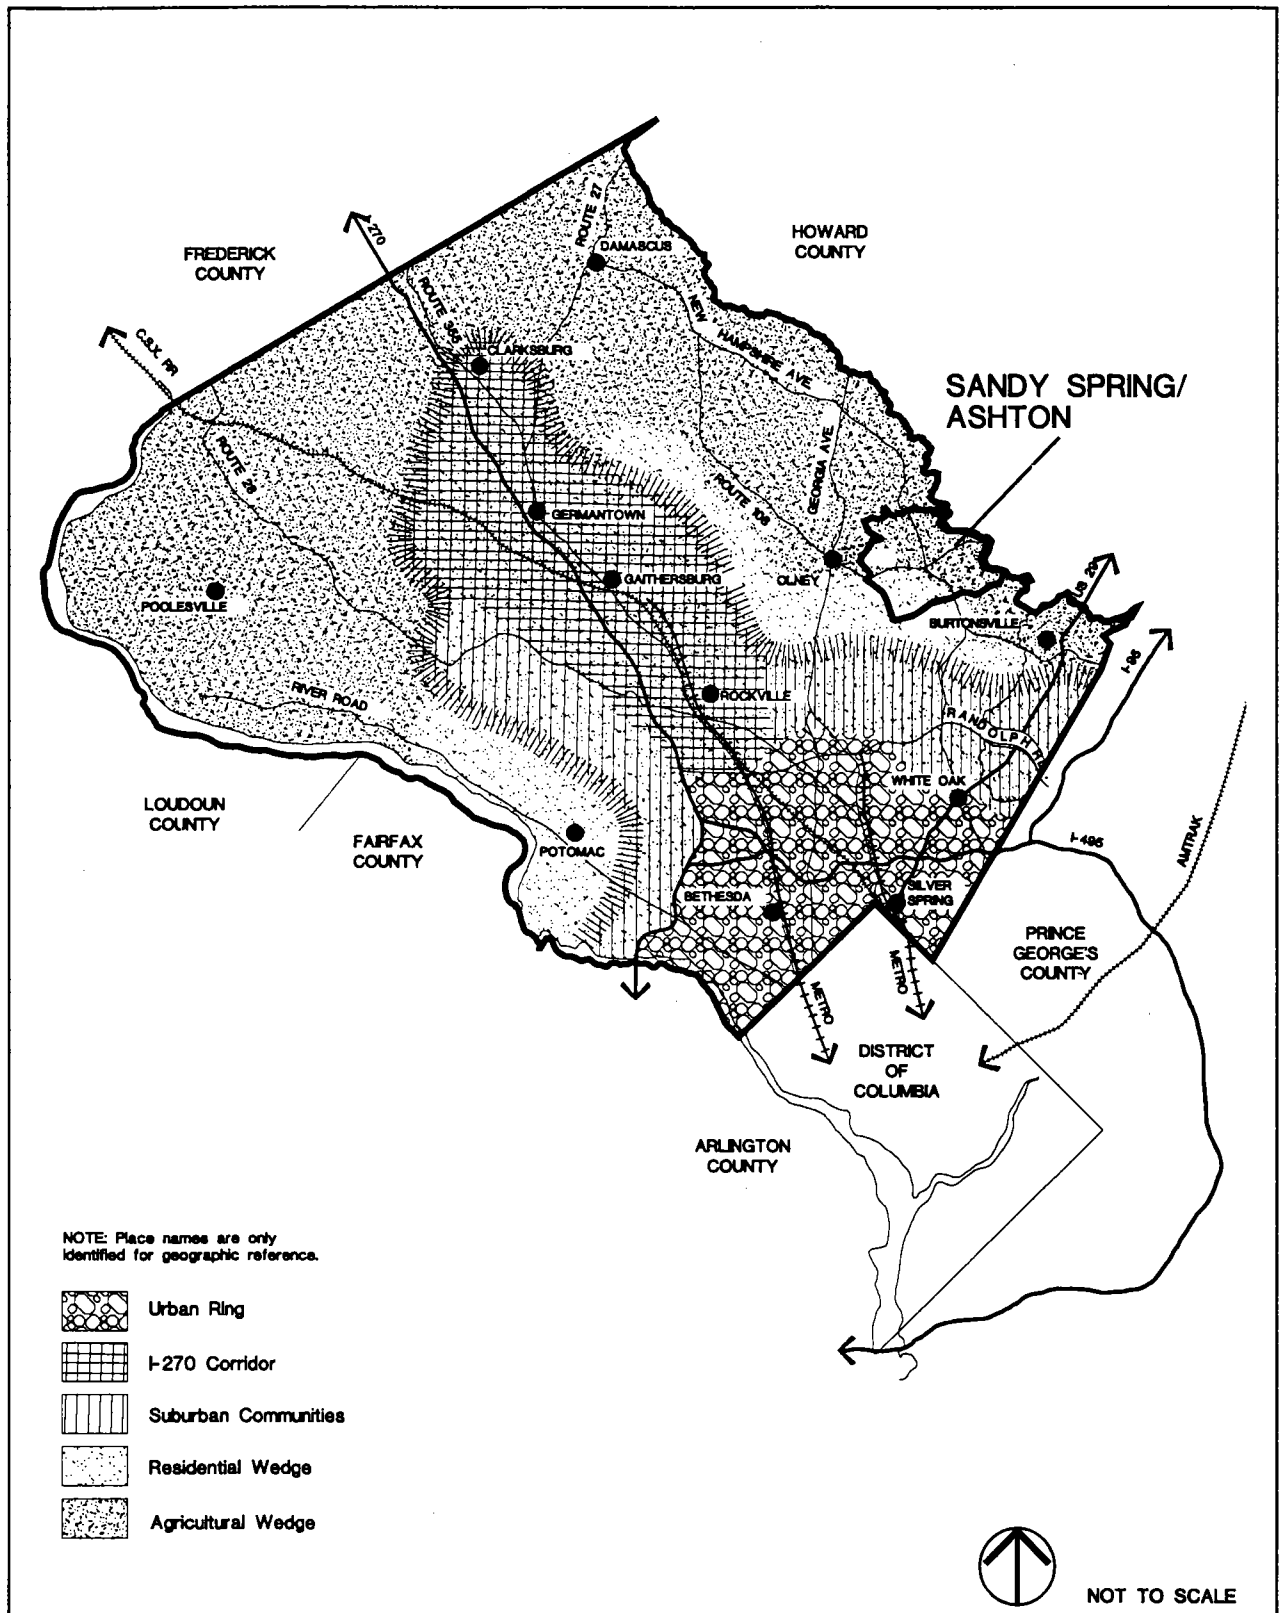 FREDERICK
COUNTY
HOWARD
COUNTY
I-270
ROUTE 27
DAMASCUS
ROUTE 355
C.S.X. RR
CLARKSBURG
NEW HAMPSHIRE AVE.
SANDY SPRING/
ASHTON
ROUTE 28
GEORGIA AVE.
ROUTE 108
GERMANTOWN
GAITHERSBURG
OLNEY
US 29
POOLESVILLE
BURTONSVILLE
I-95
RIVER ROAD
ROCKVILLE
RANDOLPH RD.
WHITE OAK
LOUDOUN
COUNTY
FAIRFAX
COUNTY
POTOMAC
I-495
AMTRAK
BETHESDA
SILVER
SPRING
PRINCE
GEORGE'S
COUNTY
METRO
METRO
DISTRICT
OF
COLUMBIA
ARLINGTON
COUNTY
NOTE: Place names are only
identified for geographic reference.
Urban Ring
I-270 Corridor
Suburban Communities
Residential Wedge
Agricultural Wedge
NOT TO SCALE